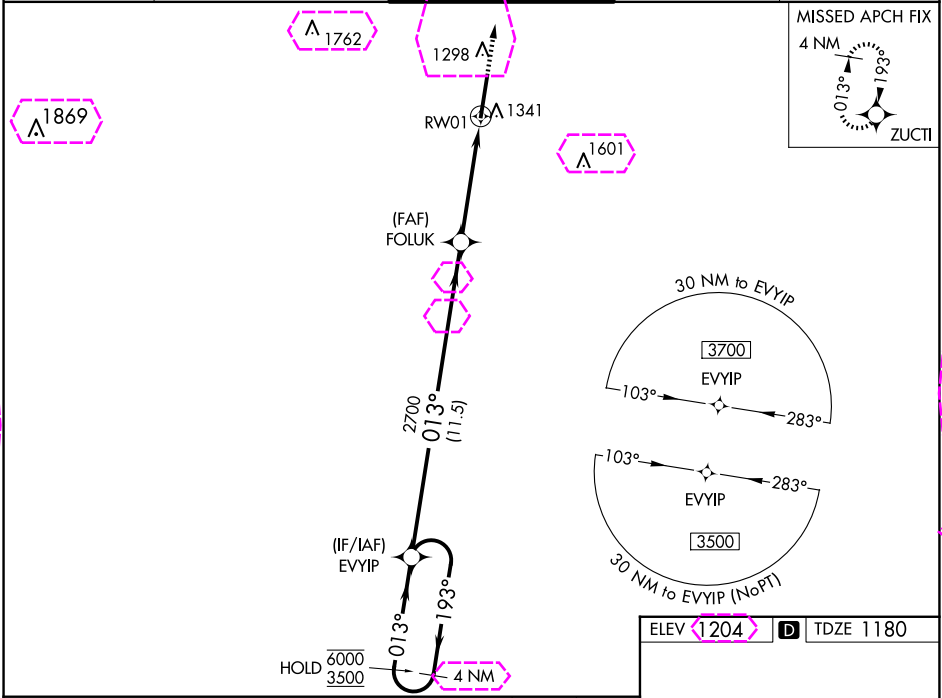 1762
1298
MISSED APCH FIX
4 NM
013°
193°
ZUCTI
1869
RW01
1341
1601
(FAF)
FOLUK
30 NM to EVYIP
3700
EVYIP
103°
283°
2700
013°
(11.5)
103°
283°
EVYIP
3500
30 NM to EVYIP (NoPT)
(IF/IAF)
EVYIP
013°
193°
HOLD 6000
3500
4 NM
ELEV 1204 D TDZE 1180